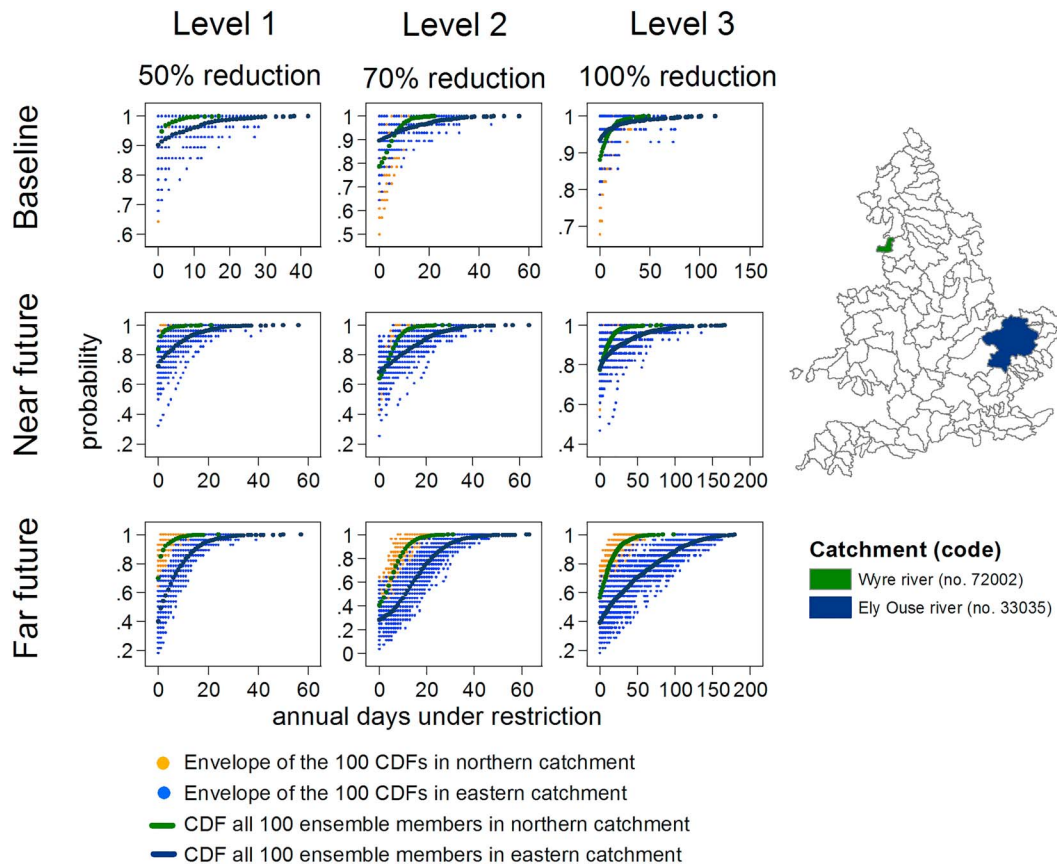 Level 1 Level 2 Level 3
50% reduction 70% reduction 100% reduction
Baseline
1 1 1
.9 .9 .9
.8 .8 .8
.7 .7 .7
.6 .6
.5
0 10 20 30 40 0 20 40 60 0 50 100 150
Near future
probability
1 1 1
.8 .8 .8
.6 .6 .6
.4 .4 .4
.2 .2
0 20 40 60 0 20 40 60 0 50 100 150 200
Far future
1 1 1
.8 .8 .8
.6 .6 .6
.4 .4 .4
.2 .2 .2
0
0 20 40 60 0 20 40 60 0 50 100 150 200
annual days under restriction
Envelope of the 100 CDFs in northern catchment
Envelope of the 100 CDFs in eastern catchment
CDF all 100 ensemble members in northern catchment
CDF all 100 ensemble members in eastern catchment
Catchment (code)
Wyre river (no. 72002)
Ely Ouse river (no. 33035)